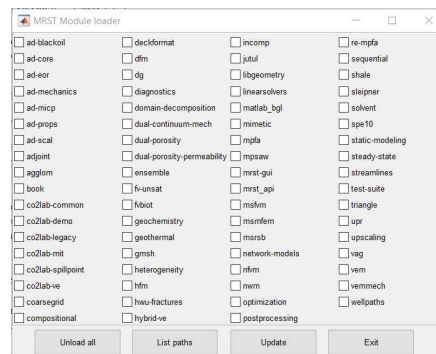 MRST Module loader
ad-blackoil
ad-core
ad-eor
ad-mechanics
ad-micp
ad-props
ad-scal
adjoint
agglom
book
co2lab-common
co2lab-demo
co2lab-legacy
co2lab-mit
co2lab-spillpoint
co2lab-ve
coarsegrid
compositional
deckformat
dfm
dg
diagnostics
domain-decomposition
dual-continuum-mech
dual-porosity
dual-porosity-permeability
ensemble
fv-unsat
fvbiot
geochemistry
geothermal
gmsh
heterogeneity
hfm
hwu-fractures
hybrid-ve
incomp
jutul
libgeometry
linearsolvers
matlab_bgl
mimetic
mpfa
mpsaw
mrst-gui
mrst_api
msfvm
msmfem
msrsb
network-models
nfvm
nwm
optimization
postprocessing
re-mpfa
sequential
shale
sleipner
solvent
spe10
static-modeling
steady-state
streamlines
test-suite
triangle
upr
upscaling
vag
vem
vemmech
wellpaths
Unload all
List paths
Update
Exit